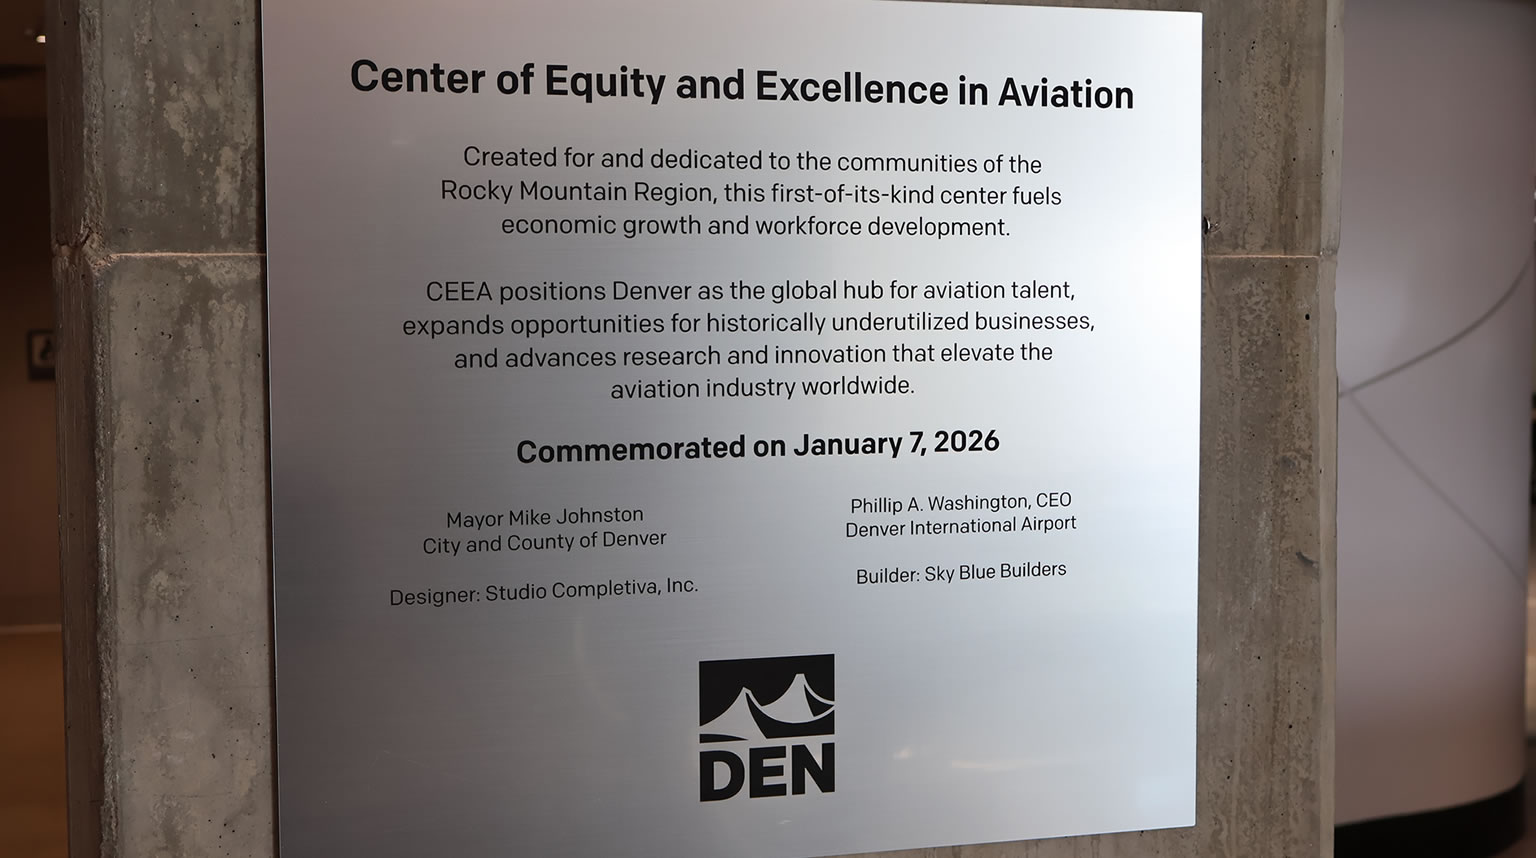 Center of Equity and Excellence in Aviation
Created for and dedicated to the communities of the
Rocky Mountain Region, this first-of-its-kind center fuels
economic growth and workforce development.
CEEA positions Denver as the global hub for aviation talent,
expands opportunities for historically underutilized businesses,
and advances research and innovation that elevate the
aviation industry worldwide.
Commemorated on January 7, 2026
Mayor Mike Johnston
City and County of Denver
Designer: Studio Completiva, Inc.
Phillip A. Washington, CEO
Denver International Airport
Builder: Sky Blue Builders
DEN